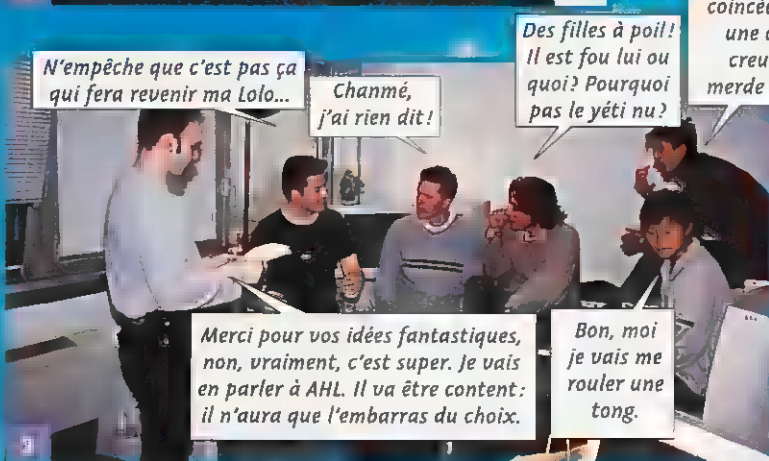 N'empêche que c'est pas ça
qui fera revenir ma Lolo...
Chanmé,
j'ai rien dit!
Des filles à poil!
Il est fou lui ou
quoi? Pourquoi
pas le yéti nu?
une
creu
merde
Merci pour vos idées fantastiques,
non, vraiment, c'est super. Je vais
en parler à AHL. Il va être content:
il n'aura que l'embarras du choix.
Bon, moi
je vais me
rouler une
tong.